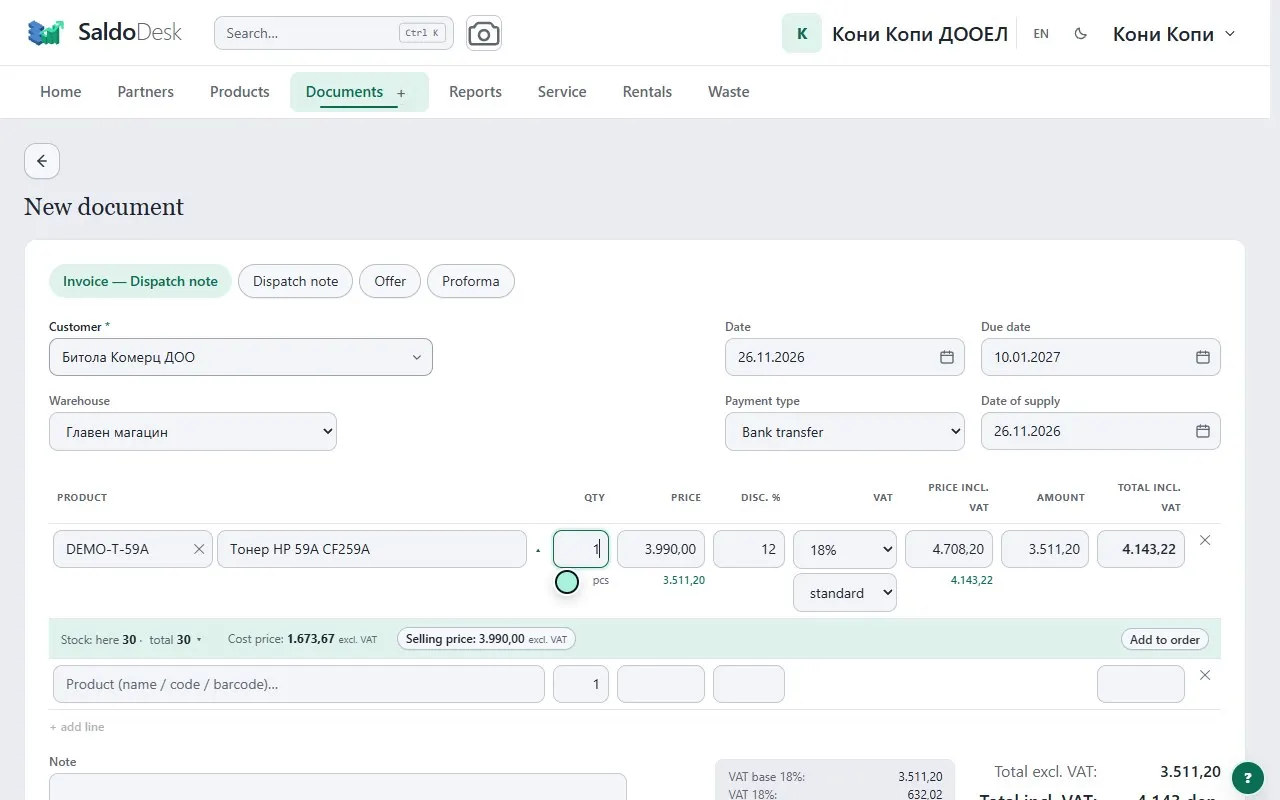 SaldoDesk
Search... Ctrl K
К Кони Копи ДООЕЛ EN Кони Копи
Home Partners Products Documents + Reports Service Rentals Waste
New document
Invoice — Dispatch note Dispatch note Offer Proforma
Customer * Date Due date
Битола Комерц ДОО 26.11.2026 10.01.2027
Warehouse Payment type Date of supply
Главен магацин Bank transfer 26.11.2026
PRODUCT QTY PRICE DISC. % VAT PRICE INCL. VAT AMOUNT TOTAL INCL. VAT
DEMO-T-59A Тонер HP 59A CF259A 1 3.990,00 12 18% 4.708,20 3.511,20 4.143,22
pcs 3.511,20 standard 4.143,22
Stock: here 30 · total 30 Cost price: 1.673,67 excl. VAT Selling price: 3.990,00 excl. VAT Add to order
Product (name / code / barcode)... 1
+ add line
Note
VAT base 18%: 3.511,20 Total excl. VAT: 3.511,20
VAT 18%: 632,02 Total incl. VAT: 4.143 ден.
?